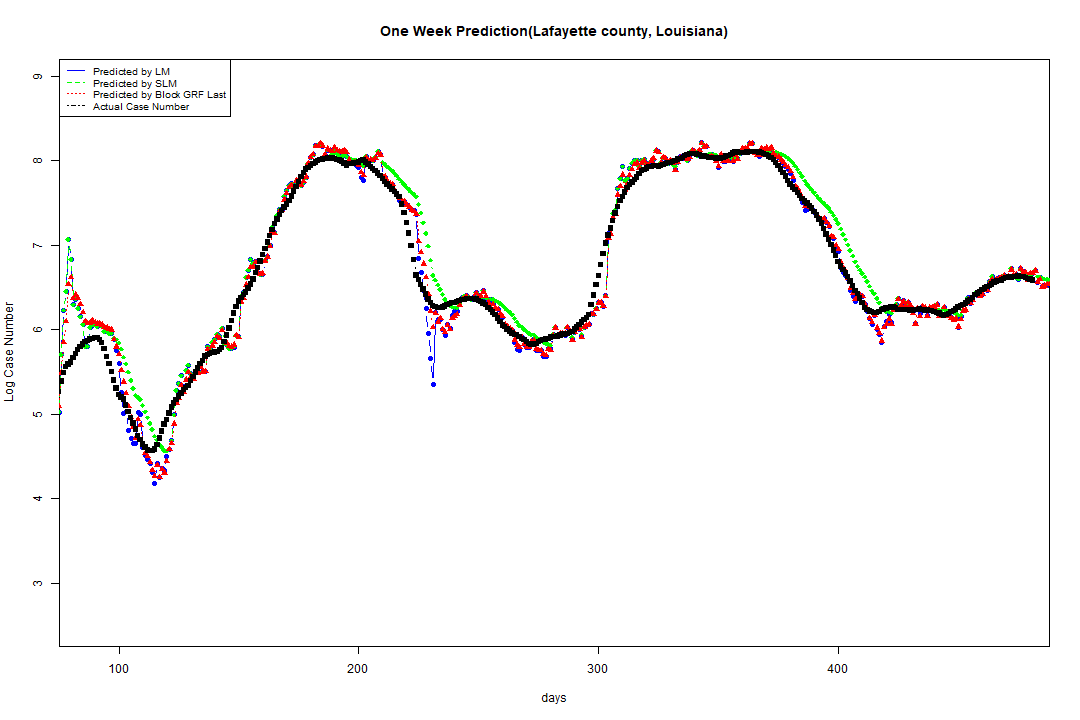 One Week Prediction(Lafayette county, Louisiana)
Predicted by LM
Predicted by SLM
Predicted by Block GRF Last
Actual Case Number
9
8
7
6
5
4
3
Log Case Number
100 200 300 400
days